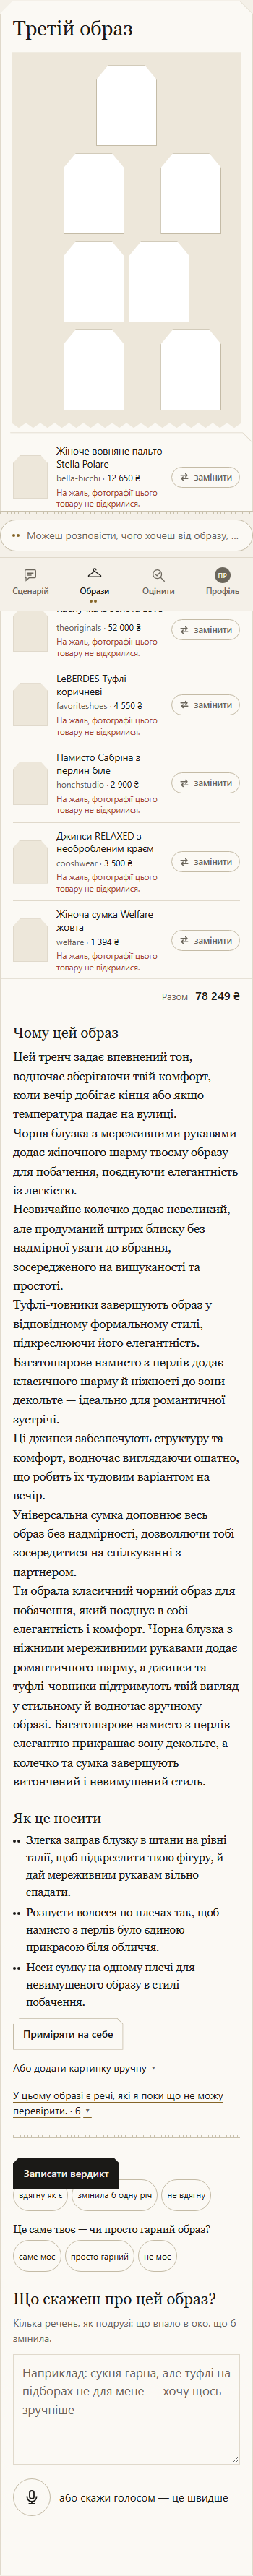 Третій образ
Жіноче вовняне пальто
Stella Polare
bella-bicchi · 12 650 ₴
На жаль, фотографії цього
товару не відкрилися.
замінити
Можеш розповісти, чого хочеш від образу, ...
Сценарій
Образи
Оцінити
ПР
Профіль
theoriginals · 52 000 ₴
На жаль, фотографії цього
товару не відкрилися.
замінити
LeBERDES Туфлі
коричневі
favoriteshoes · 4 550 ₴
На жаль, фотографії цього
товару не відкрилися.
замінити
Намисто Сабріна з
перлин біле
honchstudio · 2 900 ₴
На жаль, фотографії цього
товару не відкрилися.
замінити
Джинси RELAXED з
необробленим краєм
cooshwear · 3 500 ₴
На жаль, фотографії цього
товару не відкрилися.
замінити
Жіноча сумка Welfare
жовта
welfare · 1 394 ₴
На жаль, фотографії цього
товару не відкрилися.
замінити
Разом 78 249 ₴
Чому цей образ
Цей тренч задає впевнений тон,
водночас зберігаючи твій комфорт,
коли вечір добігає кінця або якщо
температура падає на вулиці.
Чорна блузка з мереживними рукавами
додає жіночного шарму твоєму образу
для побачення, поєднуючи елегантність
із легкістю.
Незвичайне колечко додає невеликий,
але продуманий штрих блиску без
надмірної уваги до вбрання,
зосередженого на вишуканості та
простоті.
Туфлі-човники завершують образ у
відповідному формальному стилі,
підкреслюючи його елегантність.
Багатошарове намисто з перлів додає
класичного шарму й ніжності до зони
декольте — ідеально для романтичної
зустрічі.
Ці джинси забезпечують структуру та
комфорт, водночас виглядаючи ошатно,
що робить їх чудовим варіантом на
вечір.
Універсальна сумка доповнює весь
образ без надмірності, дозволяючи тобі
зосередитися на спілкуванні з
партнером.
Ти обрала класичний чорний образ для
побачення, який поєднує в собі
елегантність і комфорт. Чорна блузка з
ніжними мереживними рукавами додає
романтичного шарму, а джинси та
туфлі-човники підтримують твій вигляд
у стильному й водночас зручному
образі. Багатошарове намисто з перлів
елегантно прикрашає зону декольте, а
колечко та сумка завершують
витончений і невимушений стиль.
Як це носити
Злегка заправ блузку в штани на рівні
талії, щоб підкреслити твою фігуру, й
дай мереживним рукавам вільно
спадати.
Розпусти волосся по плечах так, щоб
намисто з перлів було єдиною
прикрасою біля обличчя.
Неси сумку на одному плечі для
невимушеного образу в стилі
побачення.
Приміряти на себе
Або додати картинку вручну
У цьому образі є речі, які я поки що не можу
перевірити. · 6
Записати вердикт
вдягну як є
змінила б одну річ
не вдягну
Це саме твоє — чи просто гарний образ?
саме моє
просто гарний
не моє
Що скажеш про цей образ?
Кілька речень, як подрузі: що впало в око, що б
змінила.
Наприклад: сукня гарна, але туфлі на
підборах не для мене — хочу щось
зручніше
або скажи голосом — це швидше